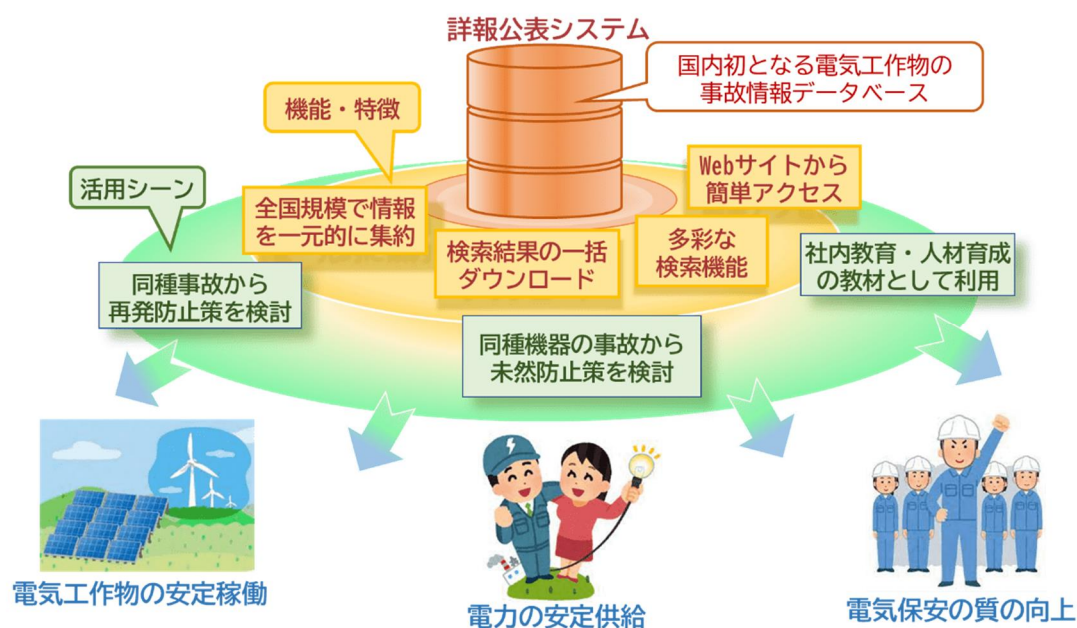 詳報公表システム
国内初となる電気工作物の
事故情報データベース
機能・特徴
Webサイトから
簡単アクセス
活用シーン
全国規模で情報
を一元的に集約
検索結果の一括
ダウンロード
多彩な
検索機能
社内教育・人材育成
の教材として利用
同種事故から
再発防止策を検討
同種機器の事故から
未然防止策を検討
電気工作物の安定稼働
電力の安定供給
電気保安の質の向上